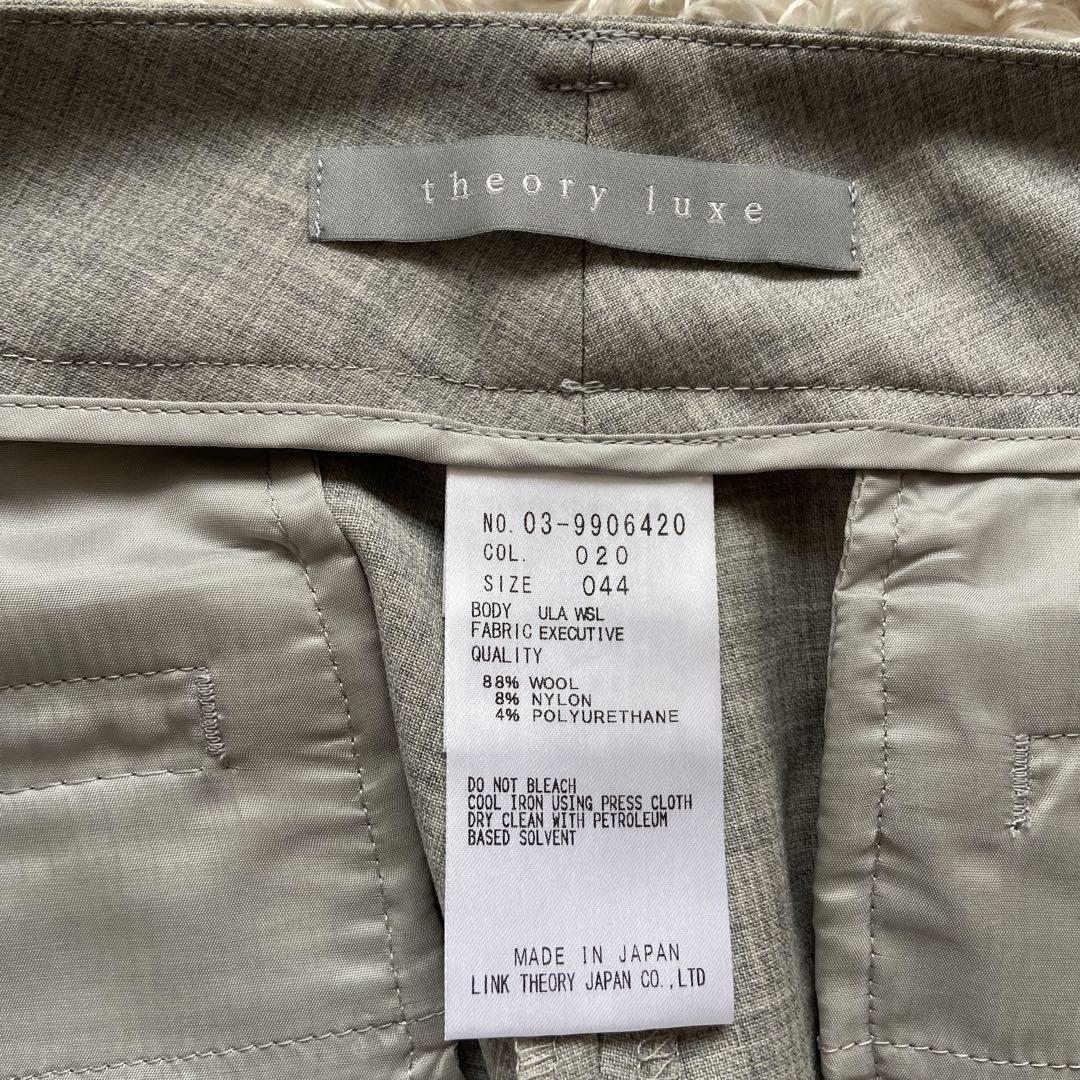 theory luxe
NO. 03-9906420
COL. 020
SIZE 044
BODY ULA WSL
FABRIC EXECUTIVE
QUALITY
88% WOOL
8% NYLON
4% POLYURETHANE
DO NOT BLEACH
COOL IRON USING PRESS CLOTH
DRY CLEAN WITH PETROLEUM
BASED SOLVENT
MADE IN JAPAN
LINK THEORY JAPAN CO.,LTD